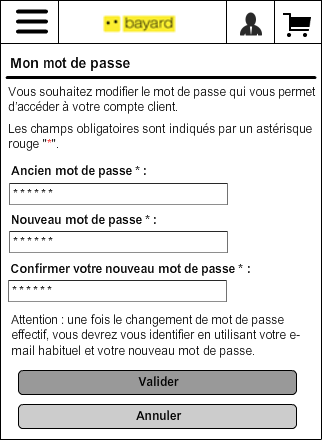 bayard
Mon mot de passe
Vous souhaitez modifier le mot de passe qui vous permet
d'accéder à votre compte client.
Les champs obligatoires sont indiqués par un astérisque
rouge "*".
Ancien mot de passe * :
******
Nouveau mot de passe * :
******
Confirmer votre nouveau mot de passe * :
******
Attention : une fois le changement de mot de passe
effectif, vous devrez vous identifier en utilisant votre e-
mail habituel et votre nouveau mot de passe.
Valider
Annuler